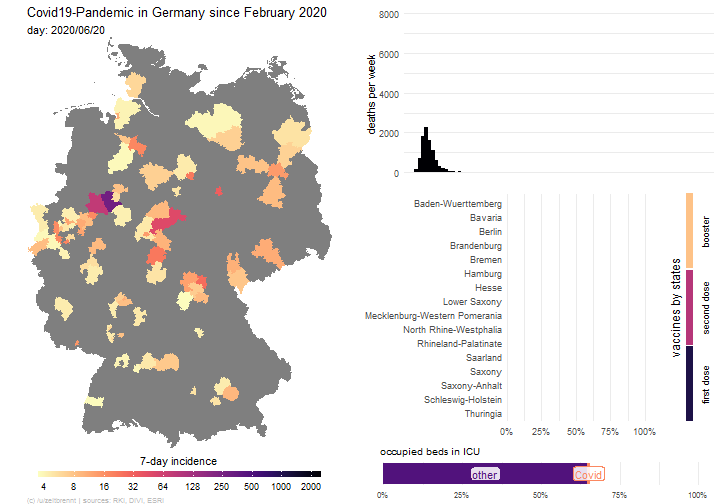 Covid19-Pandemic in Germany since February 2020
day: 2020/06/20
7-day incidence
4 8 16 32 64 125 250 500 1000 2000
(c) u/zeitbrennt | sources: RKI, DIVI, ESRI
deaths per week
8000
6000
4000
2000
0
Baden-Wuerttemberg
Bavaria
Berlin
Brandenburg
Bremen
Hamburg
Hesse
Lower Saxony
Mecklenburg-Western Pomerania
North Rhine-Westphalia
Rhineland-Palatinate
Saarland
Saxony
Saxony-Anhalt
Schleswig-Holstein
Thuringia
0% 25% 50% 75% 100%
vaccines by states
booster
second dose
first dose
occupied beds in ICU
other
Covid
0% 25% 50% 75% 100%